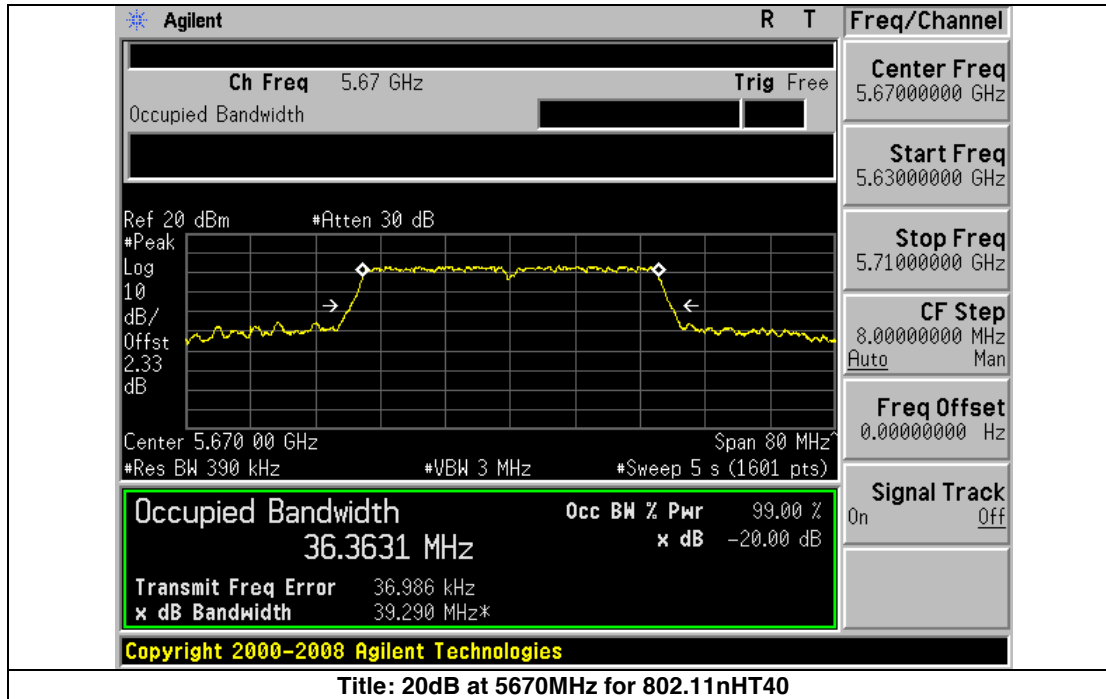 Agilent R T
Freq/Channel
Ch Freq 5.67 GHz Trig Free
Occupied Bandwidth
Center Freq
5.67000000 GHz
Start Freq
5.63000000 GHz
Stop Freq
5.71000000 GHz
CF Step
8.00000000 MHz
Auto Man
Freq Offset
0.00000000 Hz
Signal Track
On Off
Ref 20 dBm #Atten 30 dB
#Peak
Log
10
dB/
Offst
2.33
dB
Center 5.670 00 GHz Span 80 MHz^
#Res BW 390 kHz #VBW 3 MHz #Sweep 5 s (1601 pts)
Occupied Bandwidth Occ BW % Pwr 99.00 %
36.3631 MHz x dB -20.00 dB
Transmit Freq Error 36.986 kHz
x dB Bandwidth 39.290 MHz*
Copyright 2000-2008 Agilent Technologies
Title: 20dB at 5670MHz for 802.11nHT40